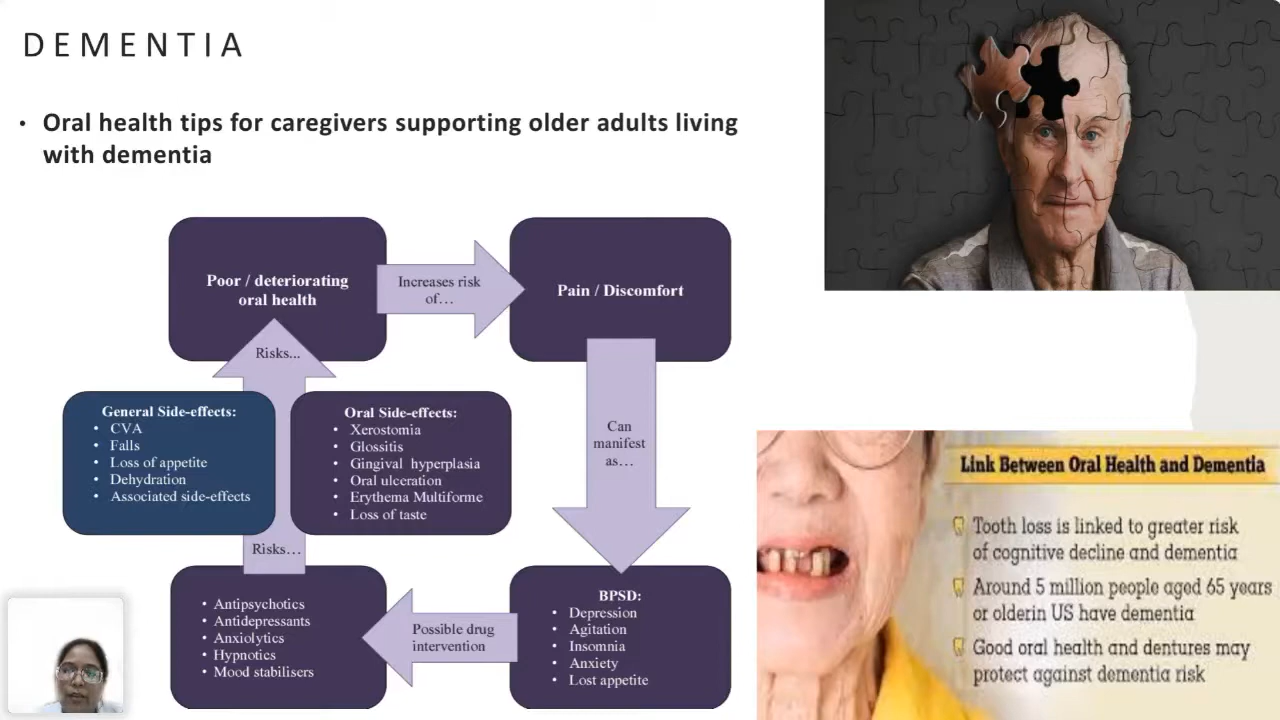 DEMENTIA
• Oral health tips for caregivers supporting older adults living
with dementia
Poor / deteriorating
oral health
Increases risk
of…
Pain / Discomfort
Risks...
General Side-effects:
• CVA
• Falls
• Loss of appetite
• Dehydration
• Associated side-effects
Oral Side-effects:
• Xerostomia
• Glossitis
• Gingival hyperplasia
• Oral ulceration
• Erythema Multiforme
• Loss of taste
Can
manifest
as…
Risks…
• Antipsychotics
• Antidepressants
• Anxiolytics
• Hypnotics
• Mood stabilisers
Possible drug
intervention
BPSD:
• Depression
• Agitation
• Insomnia
• Anxiety
• Lost appetite
Link Between Oral Health and Dementia
Tooth loss is linked to greater risk
of cognitive decline and dementia
Around 5 million people aged 65 years
or olderin US have dementia
Good oral health and dentures may
protect against dementia risk